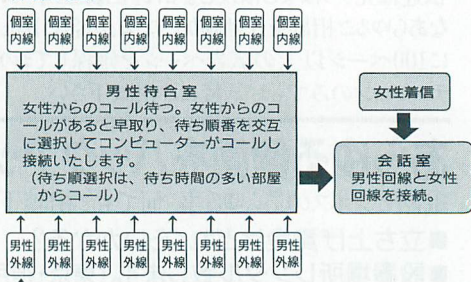 個室内線 個室内線 個室内線 個室内線 個室内線 個室内線 個室内線 個室内線
男性待合室
女性からのコール待つ。女性からのコ
ールがあると早取り、待ち順番を交互
に選択してコンピューターがコールし
接続いたします。
（待ち順選択は、待ち時間の多い部屋
からコール）
女性着信
会話室
男性回線と女性
回線を接続。
男性外線 男性外線 男性外線 男性外線 男性外線 男性外線 男性外線 男性外線